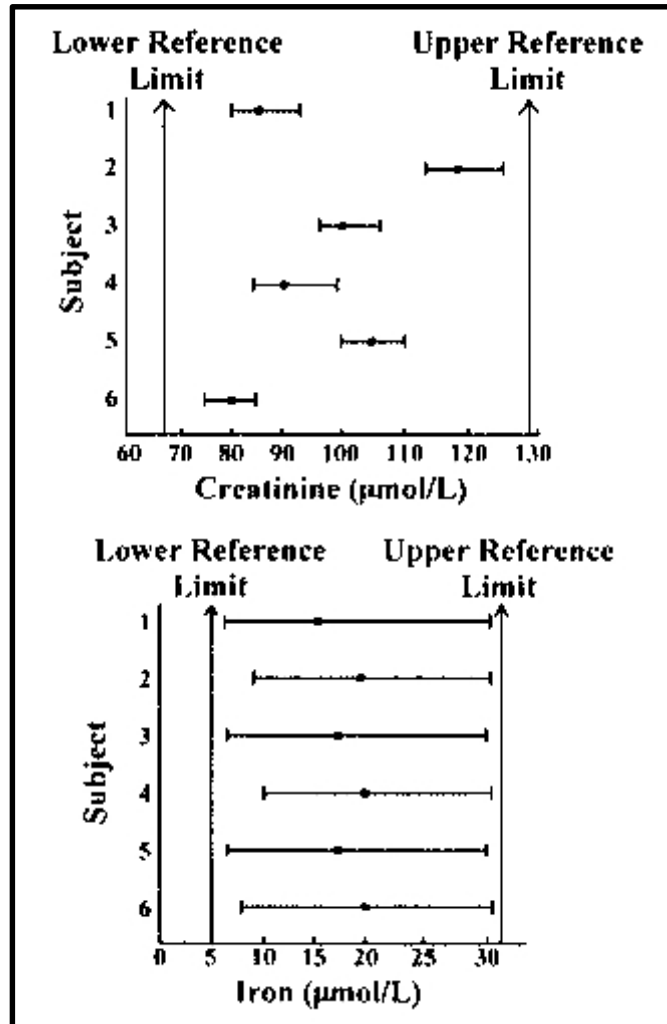 Lower Reference Limit
Upper Reference Limit
Subject
1
2
3
4
5
6
60 70 80 90 100 110 120 130
Creatinine (μmol/L)
Lower Reference Limit
Upper Reference Limit
Subject
1
2
3
4
5
6
0 5 10 15 20 25 30
Iron (μmol/L)